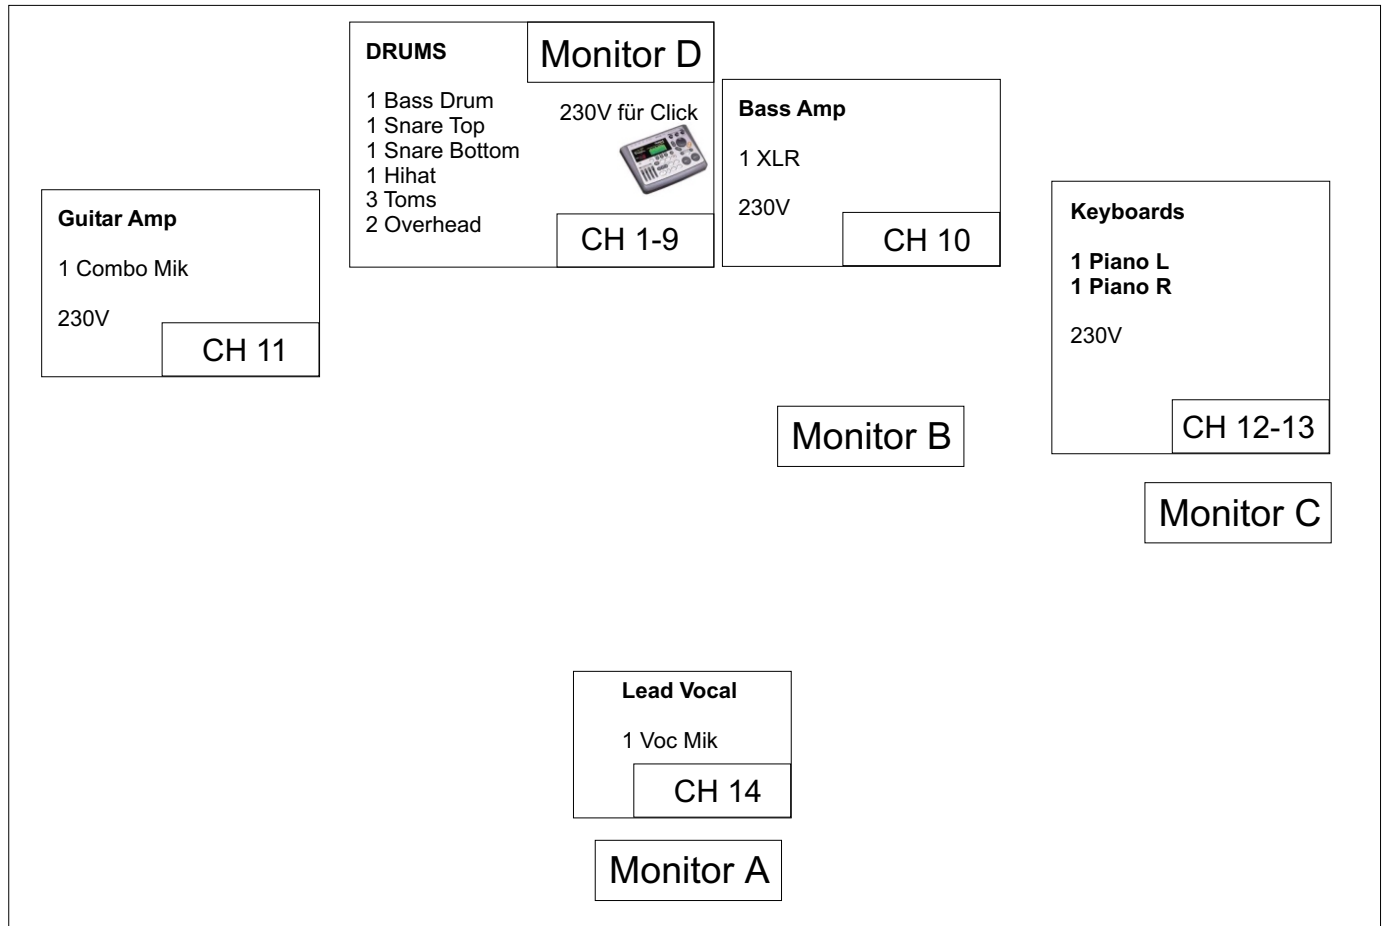 DRUMS
Monitor D
1 Bass Drum
1 Snare Top
1 Snare Bottom
1 Hihat
3 Toms
2 Overhead
230V für Click
CH 1-9
Bass Amp
1 XLR
230V
CH 10
Guitar Amp
1 Combo Mik
230V
CH 11
Keyboards
1 Piano L
1 Piano R
230V
CH 12-13
Monitor B
Monitor C
Lead Vocal
1 Voc Mik
CH 14
Monitor A